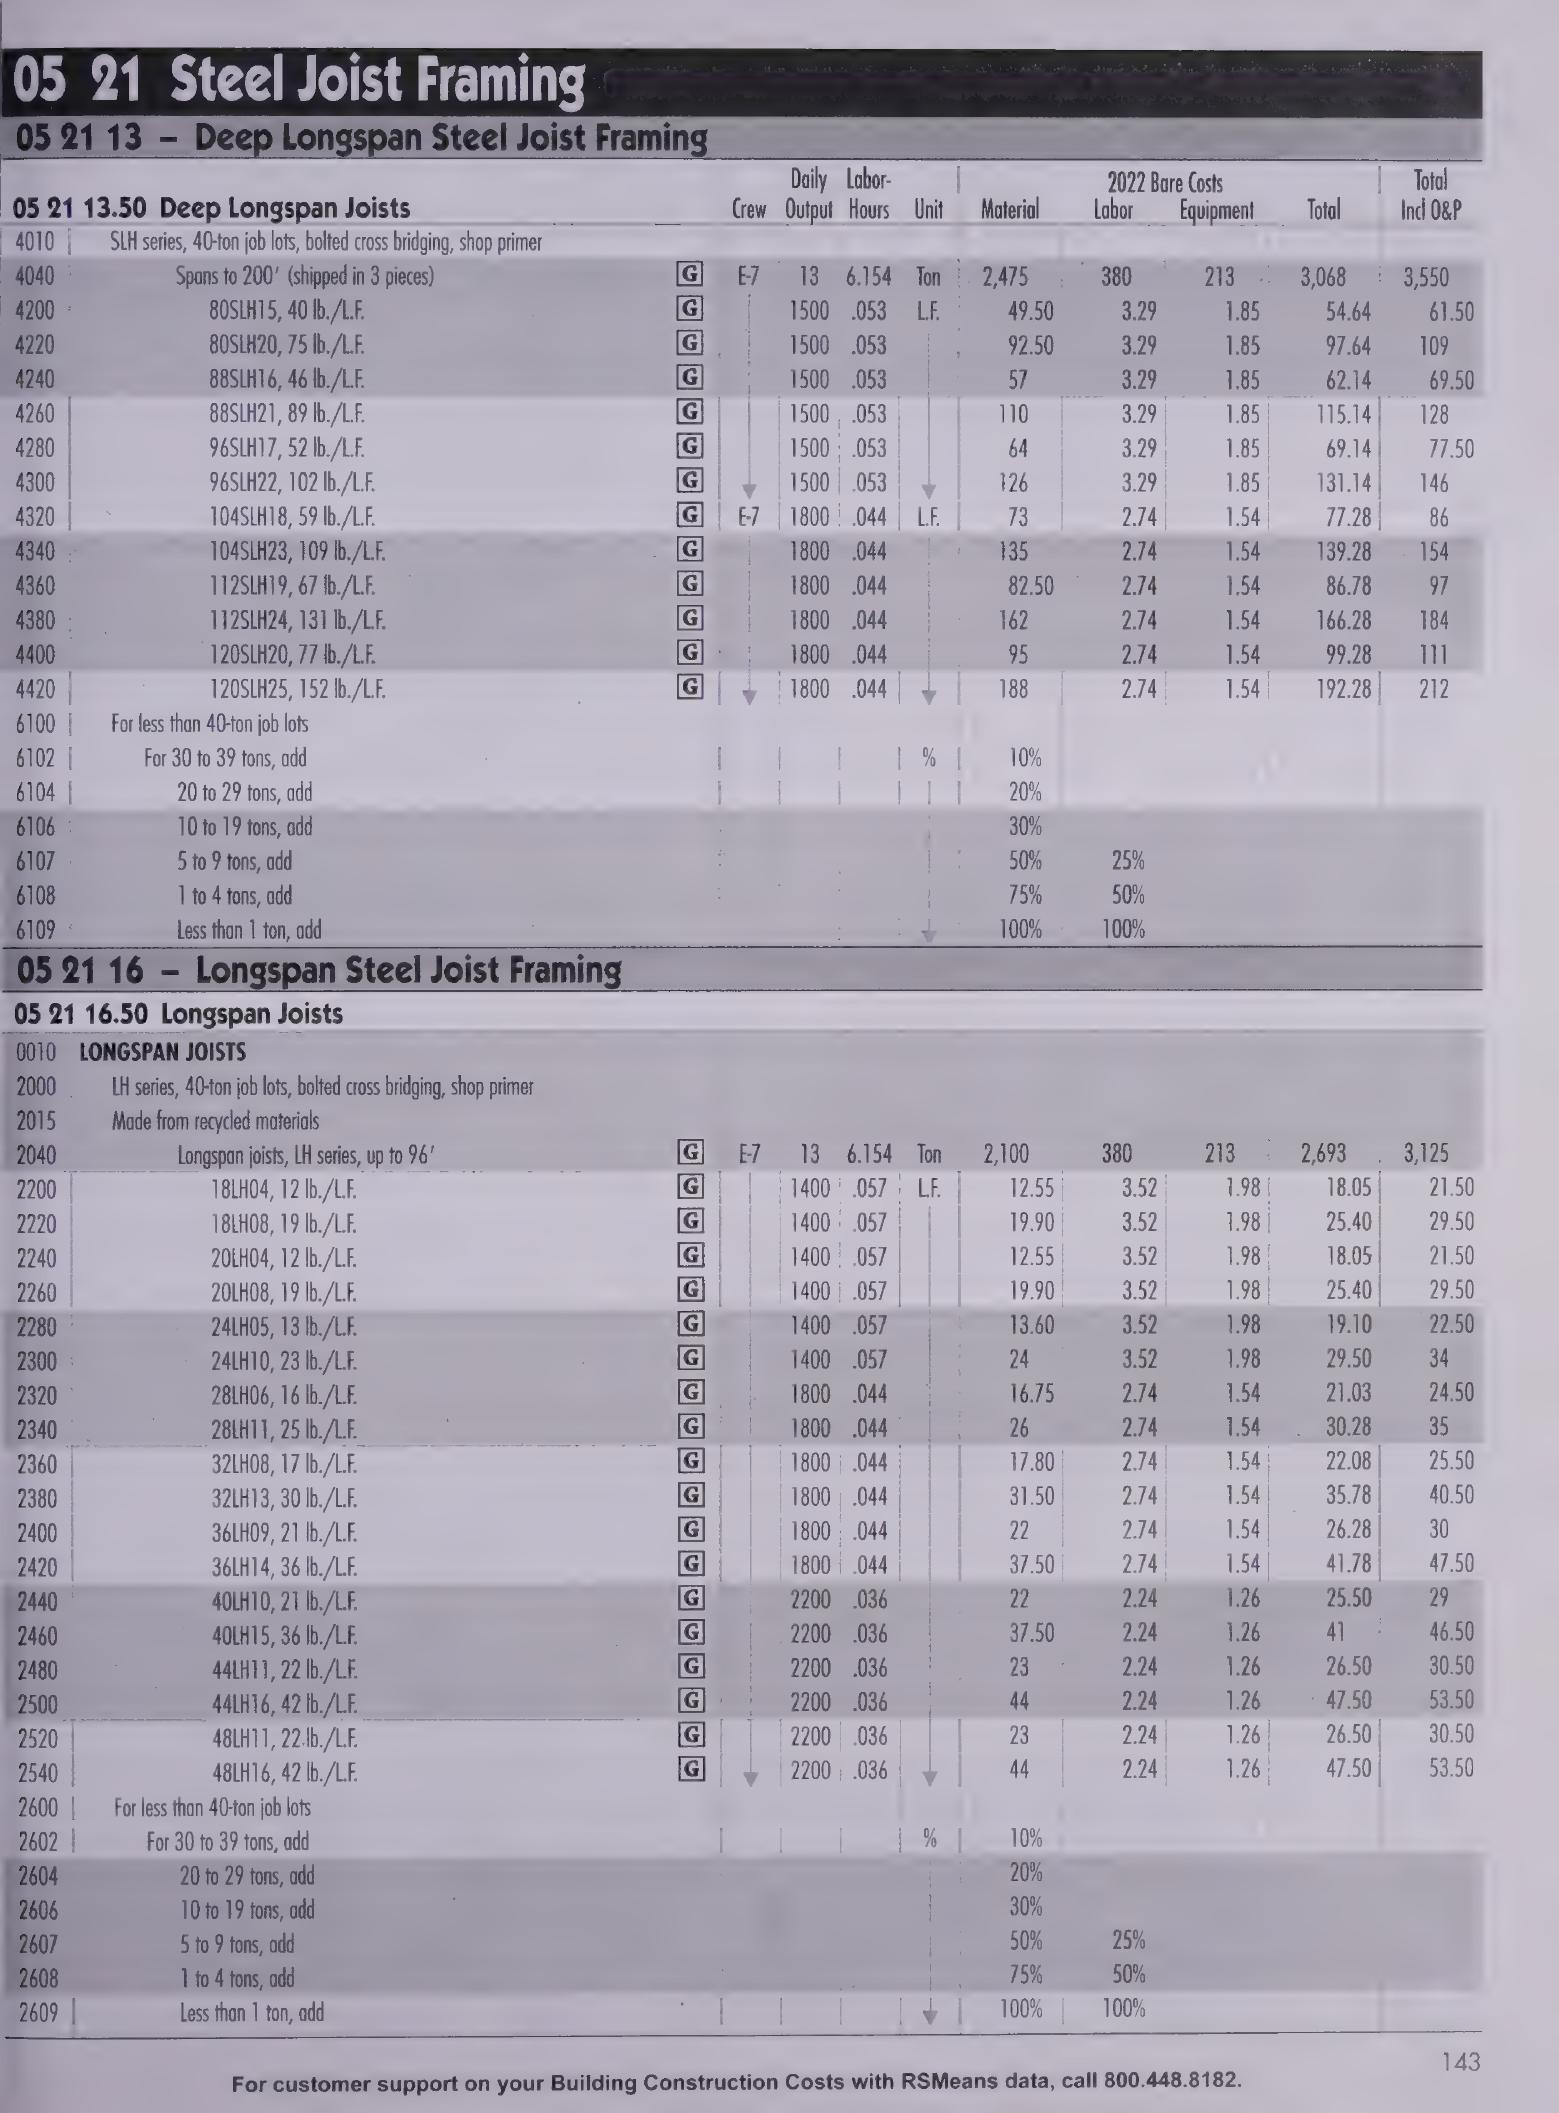 05 21 Steel Joist Framing
05 21 13 – Deep Longspan Steel Joist Framing
Daily Labor- 2022 Bare Costs Total
05 21 13.50 Deep Longspan Joists Crew Output Hours Unit Material Labor Equipment Total Incl O&P
4010 SLH series, 40-ton job lots, bolted cross bridging, shop primer
4040 Spans to 200' (shipped in 3 pieces) G E-7 13 6.154 Ton 2,475 380 213 3,068 3,550
4200 80SLH15, 40 lb./L.F. G 1500 .053 L.F. 49.50 3.29 1.85 54.64 61.50
4220 80SLH20, 75 lb./L.F. G 1500 .053 92.50 3.29 1.85 97.64 109
4240 88SLH16, 46 lb./L.F. G 1500 .053 57 3.29 1.85 62.14 69.50
4260 88SLH21, 89 lb./L.F. G 1500 .053 110 3.29 1.85 115.14 128
4280 96SLH17, 52 lb./L.F. G 1500 .053 64 3.29 1.85 69.14 77.50
4300 96SLH22, 102 lb./L.F. G 1500 .053 126 3.29 1.85 131.14 146
4320 104SLH18, 59 lb./L.F. G E-7 1800 .044 L.F. 73 2.74 1.54 77.28 86
4340 104SLH23, 109 lb./L.F. G 1800 .044 135 2.74 1.54 139.28 154
4360 112SLH19, 67 lb./L.F. G 1800 .044 82.50 2.74 1.54 86.78 97
4380 112SLH24, 131 lb./L.F. G 1800 .044 162 2.74 1.54 166.28 184
4400 120SLH20, 77 lb./L.F. G 1800 .044 95 2.74 1.54 99.28 111
4420 120SLH25, 152 lb./L.F. G 1800 .044 188 2.74 1.54 192.28 212
6100 For less than 40-ton job lots
6102 For 30 to 39 tons, add % 10%
6104 20 to 29 tons, add 20%
6106 10 to 19 tons, add 30%
6107 5 to 9 tons, add 50% 25%
6108 1 to 4 tons, add 75% 50%
6109 Less than 1 ton, add 100% 100%
05 21 16 – Longspan Steel Joist Framing
05 21 16.50 Longspan Joists
0010 LONGSPAN JOISTS
2000 LH series, 40-ton job lots, bolted cross bridging, shop primer
2015 Made from recycled materials
2040 Longspan joists, LH series, up to 96' G E-7 13 6.154 Ton 2,100 380 213 2,693 3,125
2200 18LH04, 12 lb./L.F. G 1400 .057 L.F. 12.55 3.52 1.98 18.05 21.50
2220 18LH08, 19 lb./L.F. G 1400 .057 19.90 3.52 1.98 25.40 29.50
2240 20LH04, 12 lb./L.F. G 1400 .057 12.55 3.52 1.98 18.05 21.50
2260 20LH08, 19 lb./L.F. G 1400 .057 19.90 3.52 1.98 25.40 29.50
2280 24LH05, 13 lb./L.F. G 1400 .057 13.60 3.52 1.98 19.10 22.50
2300 24LH10, 23 lb./L.F. G 1400 .057 24 3.52 1.98 29.50 34
2320 28LH06, 16 lb./L.F. G 1800 .044 16.75 2.74 1.54 21.03 24.50
2340 28LH11, 25 lb./L.F. G 1800 .044 26 2.74 1.54 30.28 35
2360 32LH08, 17 lb./L.F. G 1800 .044 17.80 2.74 1.54 22.08 25.50
2380 32LH13, 30 lb./L.F. G 1800 .044 31.50 2.74 1.54 35.78 40.50
2400 36LH09, 21 lb./L.F. G 1800 .044 22 2.74 1.54 26.28 30
2420 36LH14, 36 lb./L.F. G 1800 .044 37.50 2.74 1.54 41.78 47.50
2440 40LH10, 21 lb./L.F. G 2200 .036 22 2.24 1.26 25.50 29
2460 40LH15, 36 lb./L.F. G 2200 .036 37.50 2.24 1.26 41 46.50
2480 44LH11, 22 lb./L.F. G 2200 .036 23 2.24 1.26 26.50 30.50
2500 44LH16, 42 lb./L.F. G 2200 .036 44 2.24 1.26 47.50 53.50
2520 48LH11, 22 lb./L.F. G 2200 .036 23 2.24 1.26 26.50 30.50
2540 48LH16, 42 lb./L.F. G 2200 .036 44 2.24 1.26 47.50 53.50
2600 For less than 40-ton job lots
2602 For 30 to 39 tons, add % 10%
2604 20 to 29 tons, add 20%
2606 10 to 19 tons, add 30%
2607 5 to 9 tons, add 50% 25%
2608 1 to 4 tons, add 75% 50%
2609 Less than 1 ton, add 100% 100%
143
For customer support on your Building Construction Costs with RSMeans data, call 800.448.8182.